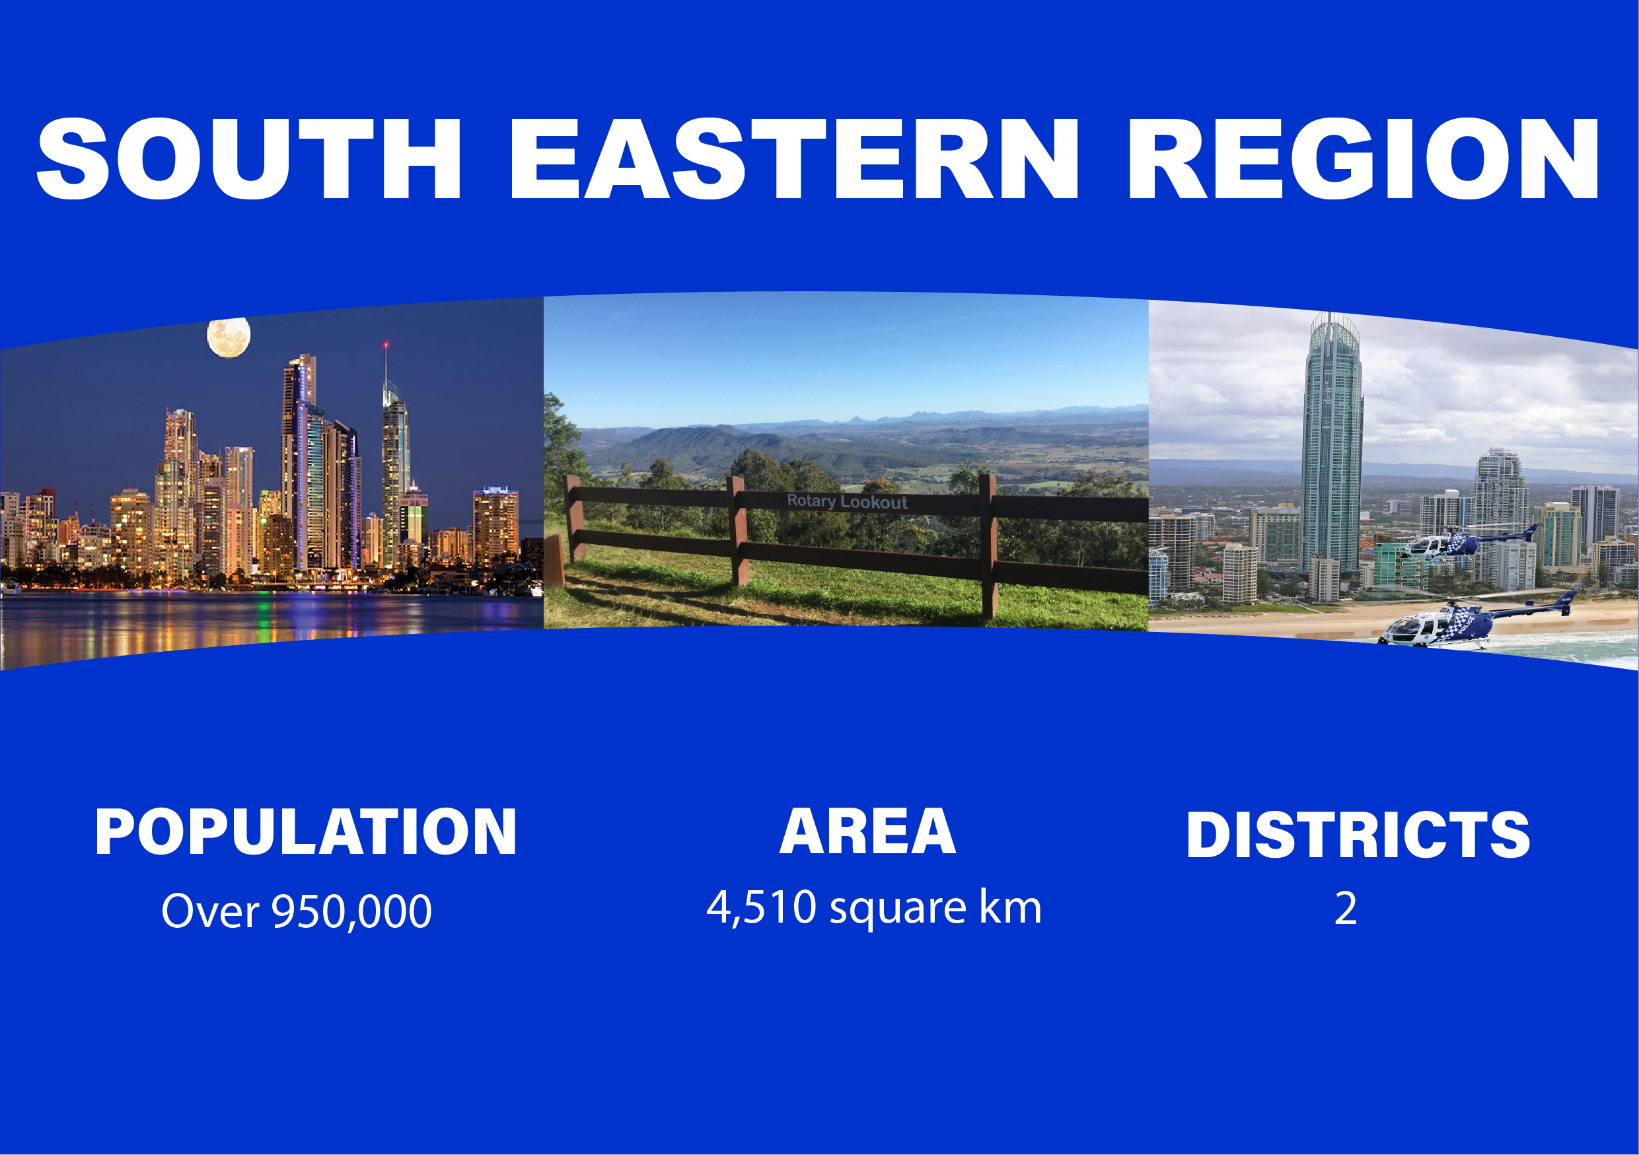 SOUTH EASTERN REGION
Rotary Lookout
POPULATION
Over 950,000
AREA
4,510 square km
DISTRICTS
2